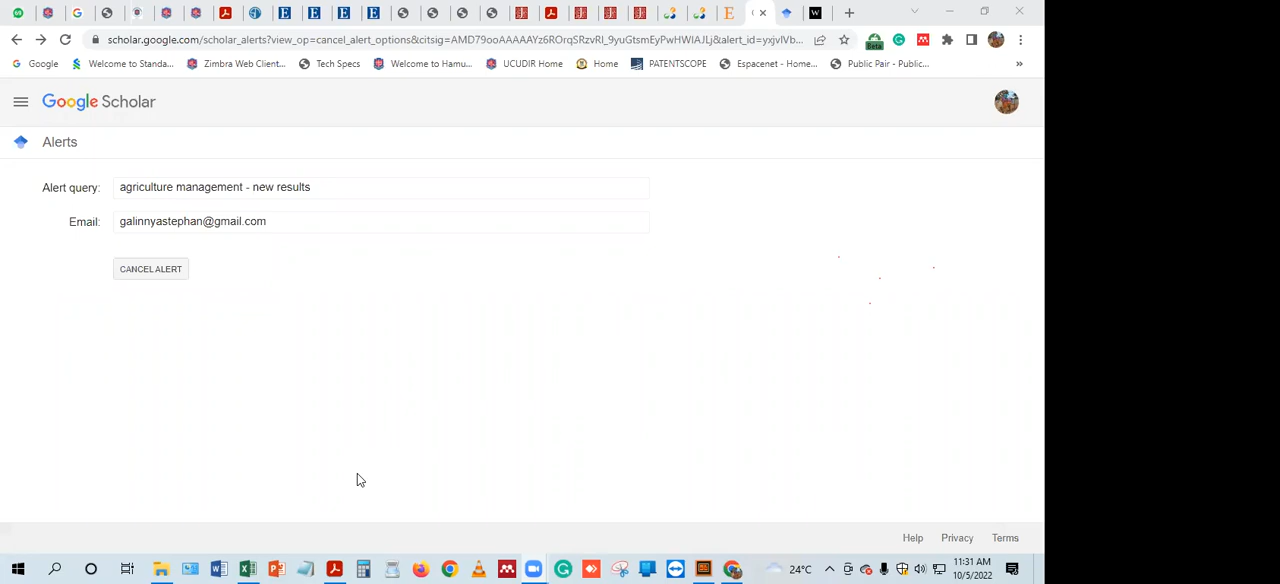 scholar.google.com/scholar_alerts?view_op=cancel_alert_options&citsig=AMD79ooAAAAAYz6ROrqSRzvRI_9yuGtsmEyPwHWIAJLj&alert_id=yxjvlVb...
Beta
Google Welcome to Standa... Zimbra Web Client... Tech Specs Welcome to Hamu... UCUDIR Home Home PATENTSCOPE Espacenet - Home... Public Pair - Public... »
Google Scholar
Alerts
Alert query: agriculture management - new results
Email: galinnyastephan@gmail.com
CANCEL ALERT
Help Privacy Terms
24°C
11:31 AM
10/5/2022